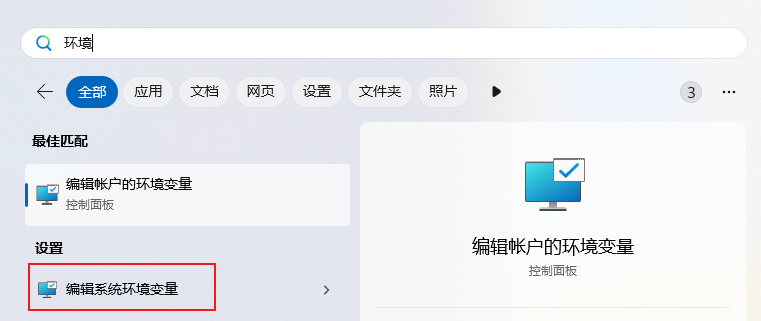 环境
全部 应用 文档 网页 设置 文件夹 照片 3
最佳匹配
编辑帐户的环境变量
控制面板
设置
编辑系统环境变量
编辑帐户的环境变量
控制面板